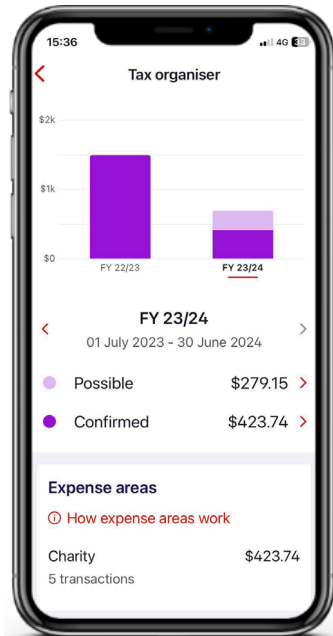 15:36
4G 33
Tax organiser
$2k
$1k
$0
FY 22/23
FY 23/24
FY 23/24
01 July 2023 - 30 June 2024
Possible
$279.15
Confirmed
$423.74
Expense areas
How expense areas work
Charity
$423.74
5 transactions